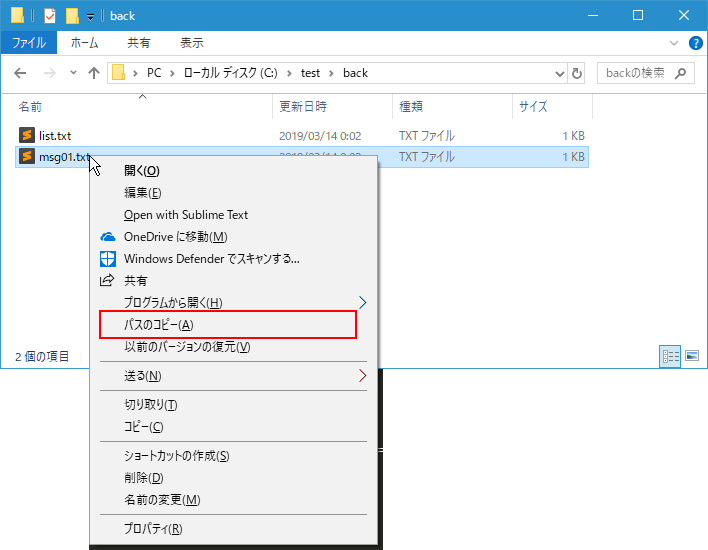 back
ファイル ホーム 共有 表示
PC ローカル ディスク (C:) test back backの検索
名前 更新日時 種類 サイズ
list.txt 2019/03/14 0:02 TXT ファイル 1 KB
msg01.txt 2019/03/14 0:02 TXT ファイル 1 KB
開く(O)
編集(E)
Open with Sublime Text
OneDrive に移動(M)
Windows Defender でスキャンする...
共有
プログラムから開く(H)
パスのコピー(A)
以前のバージョンの復元(V)
2 個の項目
送る(N)
切り取り(T)
コピー(C)
ショートカットの作成(S)
削除(D)
名前の変更(M)
プロパティ(R)